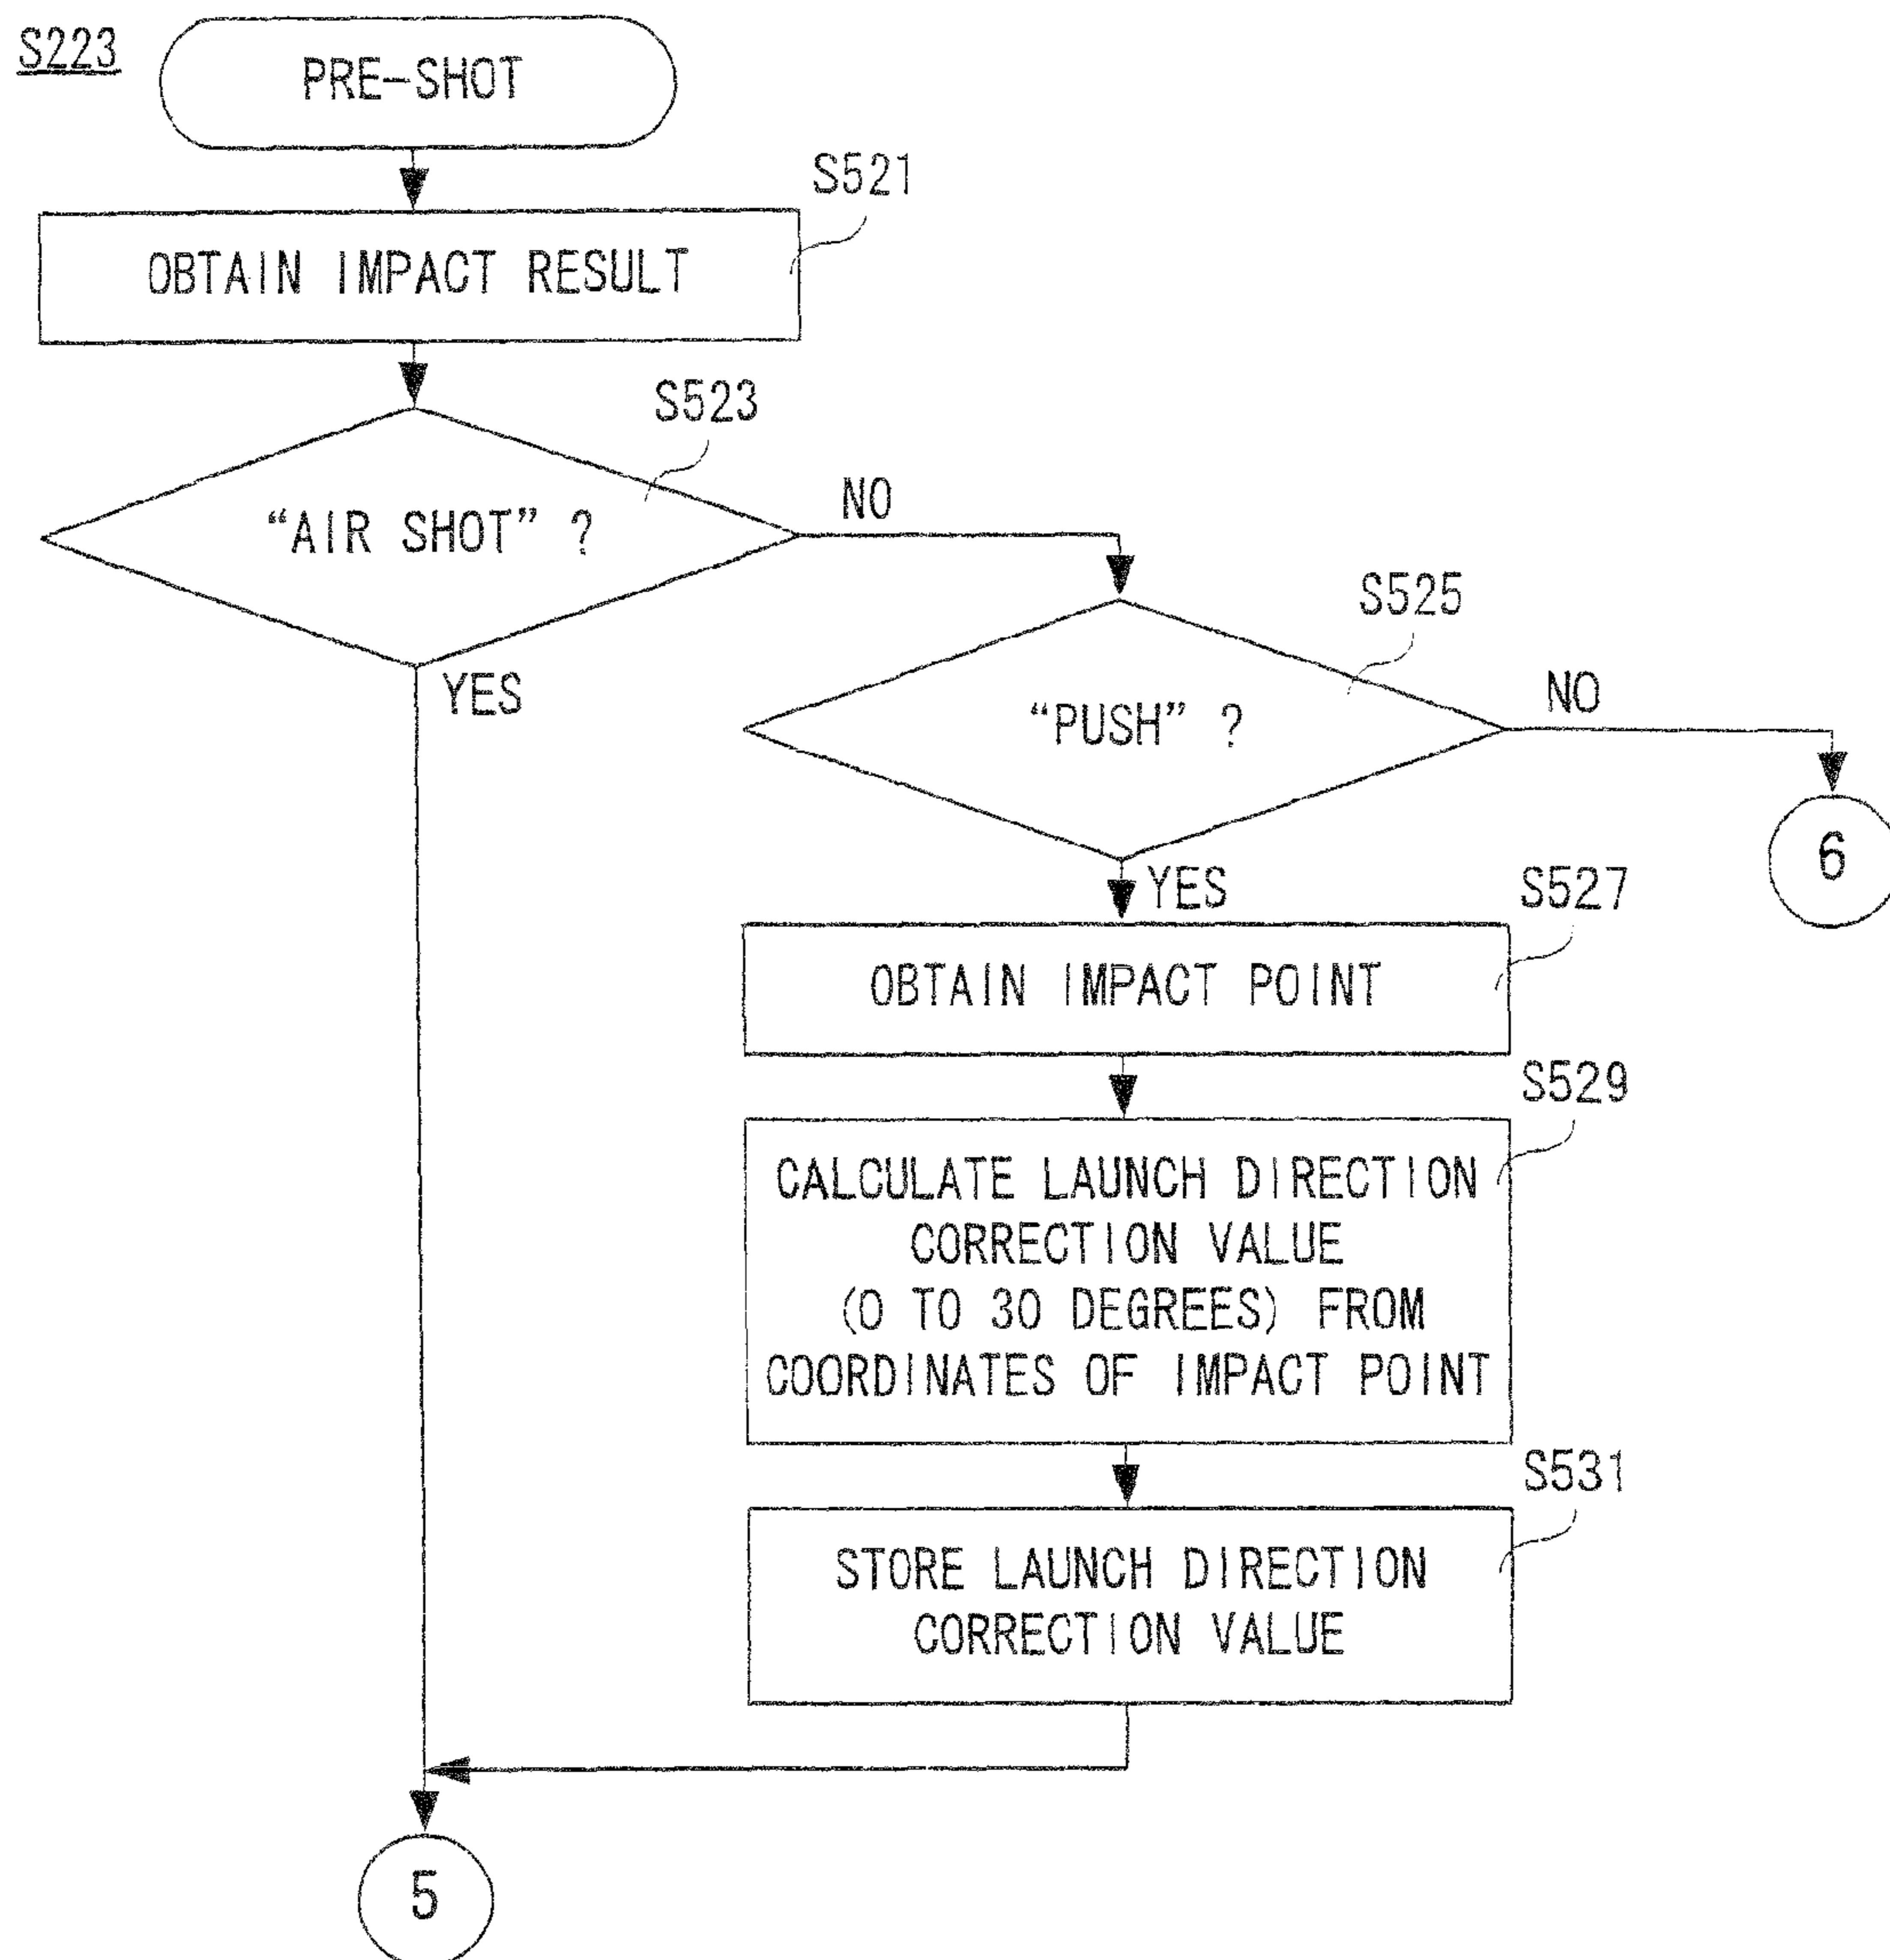 S223
PRE-SHOT
S521
OBTAIN IMPACT RESULT
S523
"AIR SHOT" ?
NO
YES
S525
"PUSH" ?
NO
6
YES
S527
OBTAIN IMPACT POINT
S529
CALCULATE LAUNCH DIRECTION
CORRECTION VALUE
(0 TO 30 DEGREES) FROM
COORDINATES OF IMPACT POINT
S531
STORE LAUNCH DIRECTION
CORRECTION VALUE
5